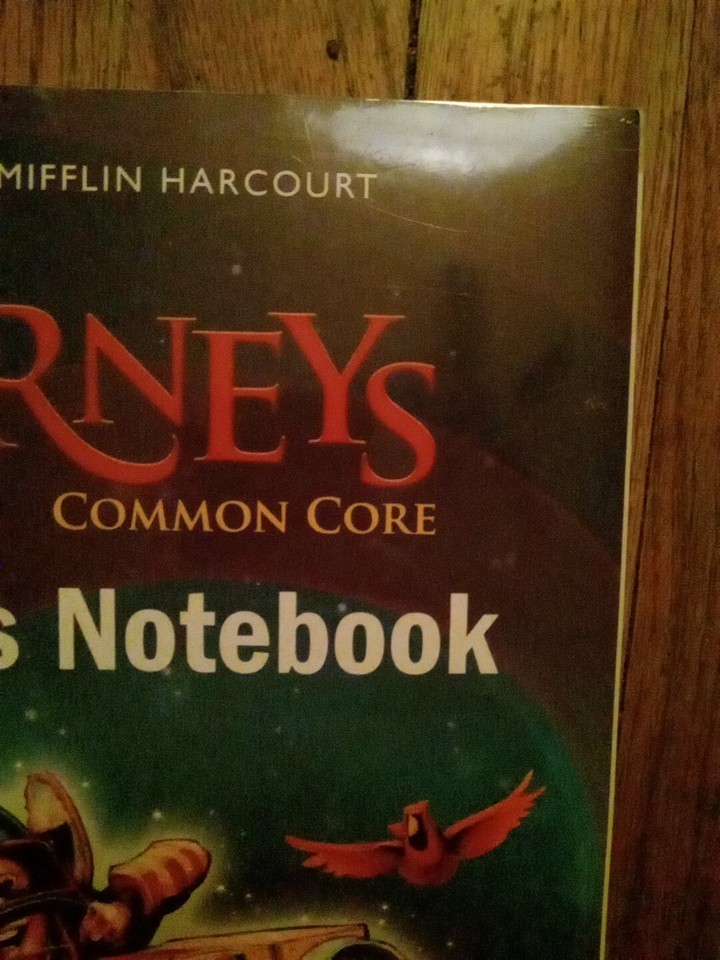 MIFFLIN HARCOURT
RNEYS
COMMON CORE
s Notebook